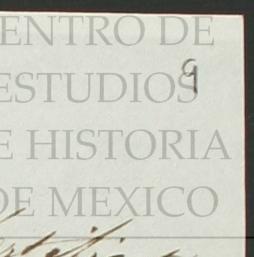 ENTRO DE
9
ESTUDIOS
E HISTORIA
DE MEXICO